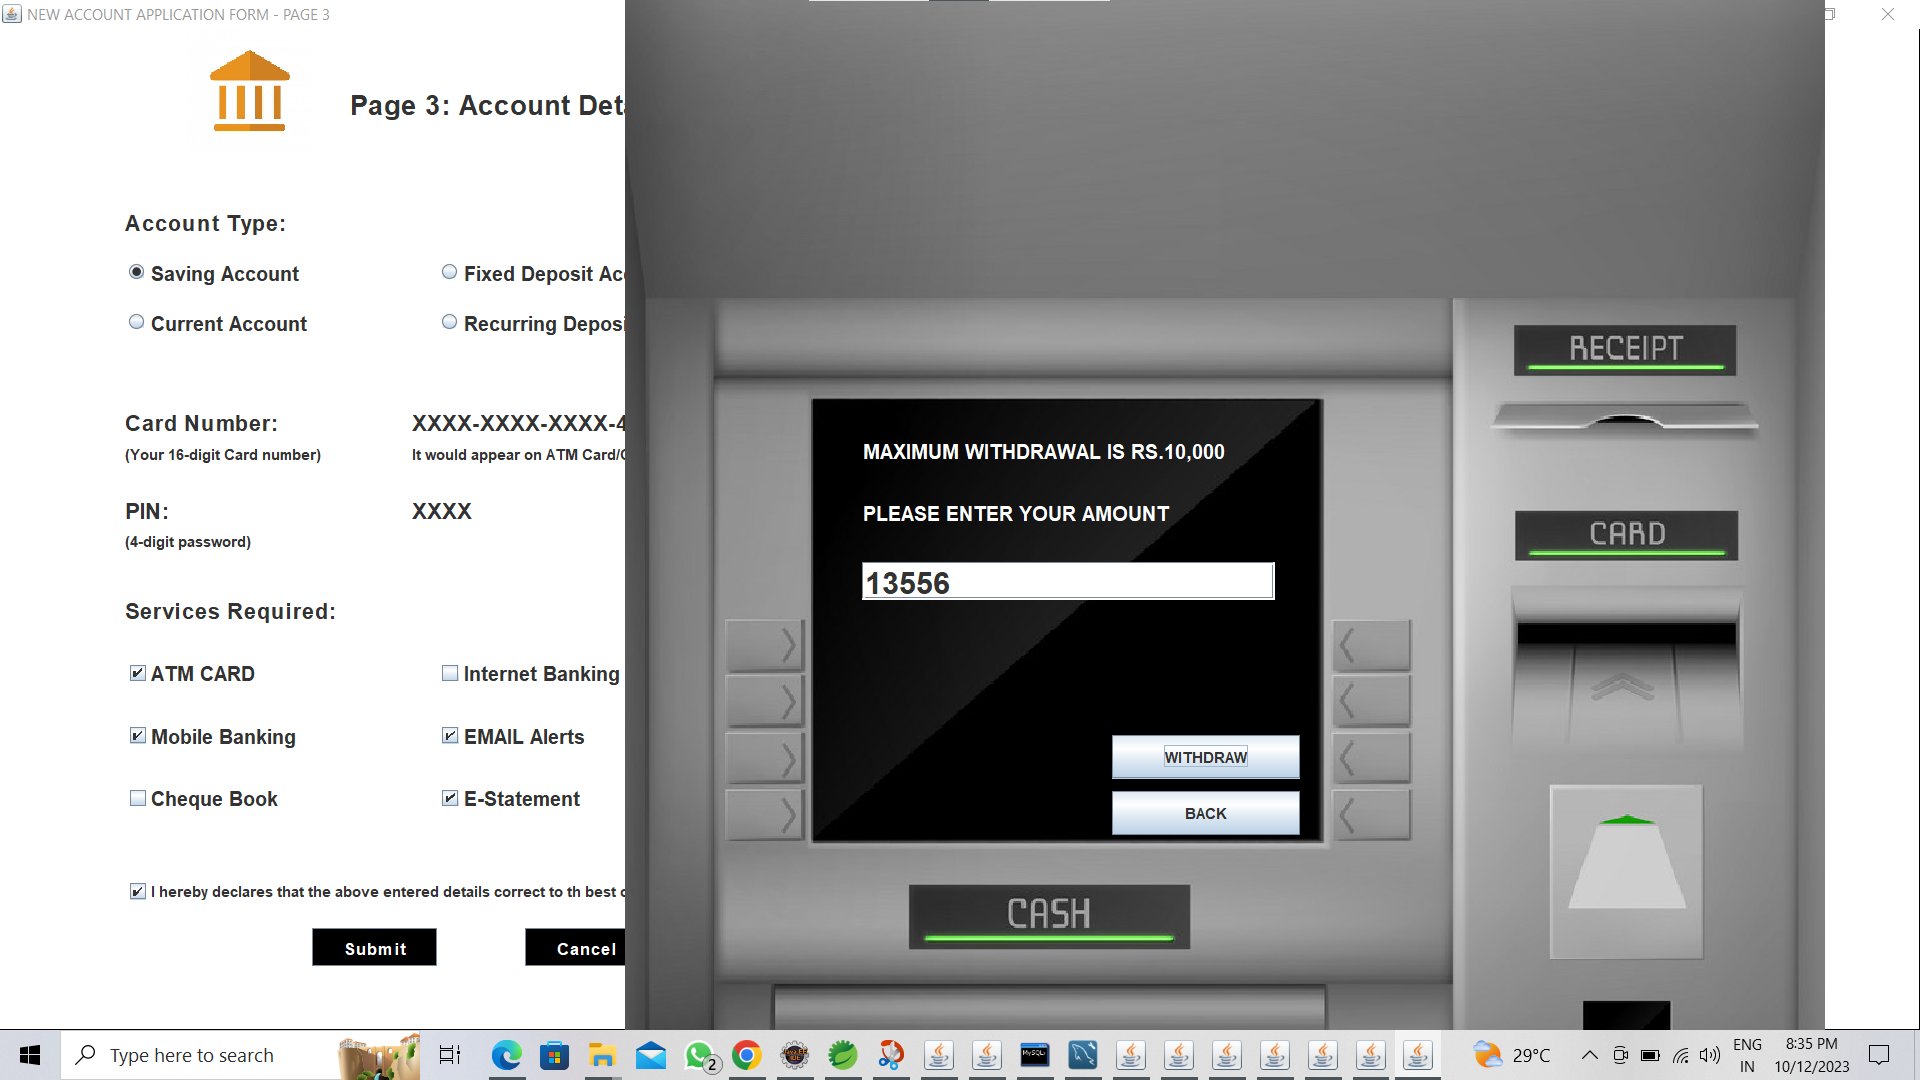 NEW ACCOUNT APPLICATION FORM - PAGE 3
Page 3: Account Deta
Account Type:
Saving Account
Fixed Deposit Acc
Current Account
Recurring Deposi
Card Number:
XXXX-XXXX-XXXX-4
(Your 16-digit Card number)
It would appear on ATM Card/C
PIN:
XXXX
(4-digit password)
Services Required:
ATM CARD
Internet Banking
Mobile Banking
EMAIL Alerts
Cheque Book
E-Statement
I hereby declares that the above entered details correct to th best o
Submit
Cancel
MAXIMUM WITHDRAWAL IS RS.10,000
PLEASE ENTER YOUR AMOUNT
13556
WITHDRAW
BACK
CASH
RECEIPT
CARD
Type here to search
2
MySQL
29°C
ENG
IN
8:35 PM
10/12/2023